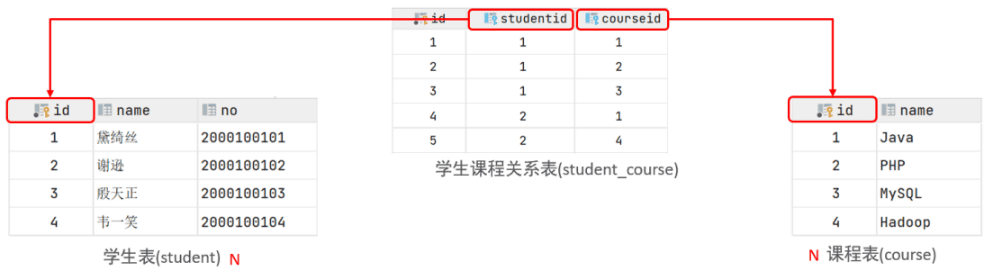 id studentid courseid
1 1 1
2 1 2
3 1 3
4 2 1
5 2 4
学生课程关系表(student_course)
id name no
1 黛绮丝 2000100101
2 谢逊 2000100102
3 殷天正 2000100103
4 韦一笑 2000100104
学生表(student) N
id name
1 Java
2 PHP
3 MySQL
4 Hadoop
N 课程表(course)